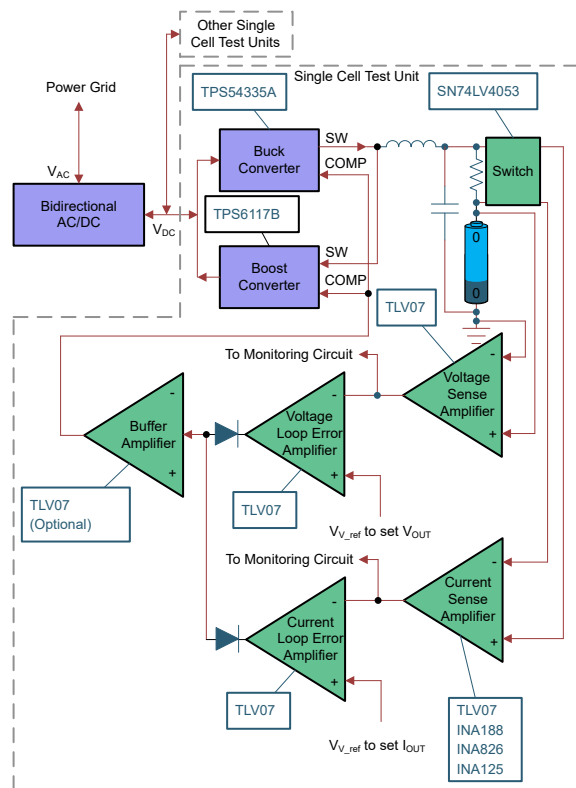 Other Single
Cell Test Units
Single Cell Test Unit
Power Grid
TPS54335A
SN74LV4053
SW
Buck
Converter
COMP
Switch
VAC
Bidirectional
AC/DC
VDC
TPS6117B
SW
Boost
Converter
COMP
0
0
TLV07
To Monitoring Circuit
-
Voltage
Sense
Amplifier
+
-
Buffer
Amplifier
+
-
Voltage
Loop Error
Amplifier
+
TLV07
(Optional)
TLV07
VV_ref to set VOUT
To Monitoring Circuit
-
Current
Sense
Amplifier
+
-
Current
Loop Error
Amplifier
+
TLV07
TLV07
INA188
INA826
INA125
VV_ref to set IOUT